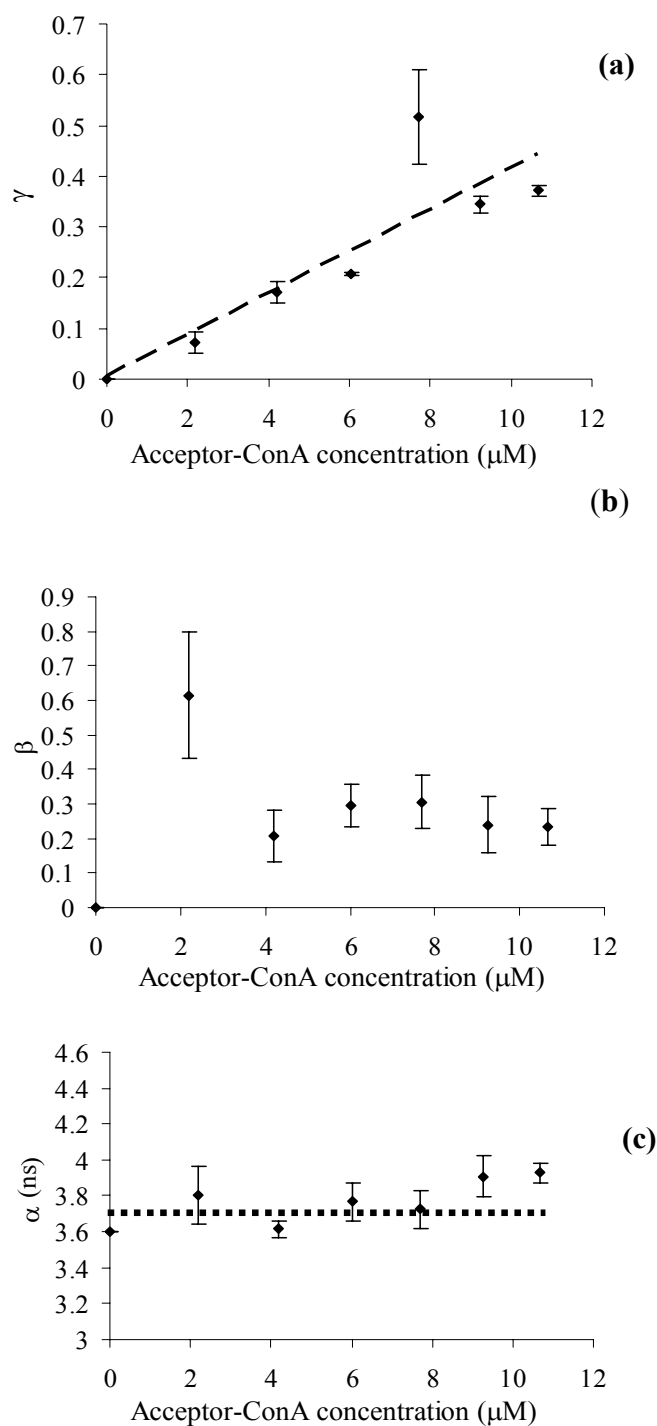 (a)
0.7
0.6
0.5
0.4
0.3
0.2
0.1
0
γ
0 2 4 6 8 10 12
Acceptor-ConA concentration (μM)
(b)
0.9
0.8
0.7
0.6
0.5
0.4
0.3
0.2
0.1
0
β
0 2 4 6 8 10 12
Acceptor-ConA concentration (μM)
(c)
4.6
4.4
4.2
4
3.8
3.6
3.4
3.2
3
α (ns)
0 2 4 6 8 10 12
Acceptor-ConA concentration (μM)